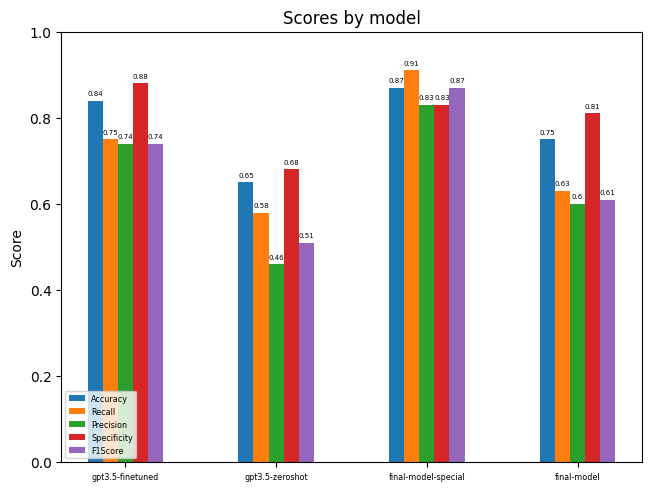 Scores by model
Score
1.0
0.8
0.6
0.4
0.2
0.0
0.84
0.75
0.74
0.88
0.74
0.65
0.58
0.46
0.68
0.51
0.87
0.91
0.83
0.83
0.87
0.75
0.63
0.6
0.81
0.61
Accuracy
Recall
Precision
Specificity
F1Score
gpt3.5-finetuned
gpt3.5-zeroshot
final-model-special
final-model